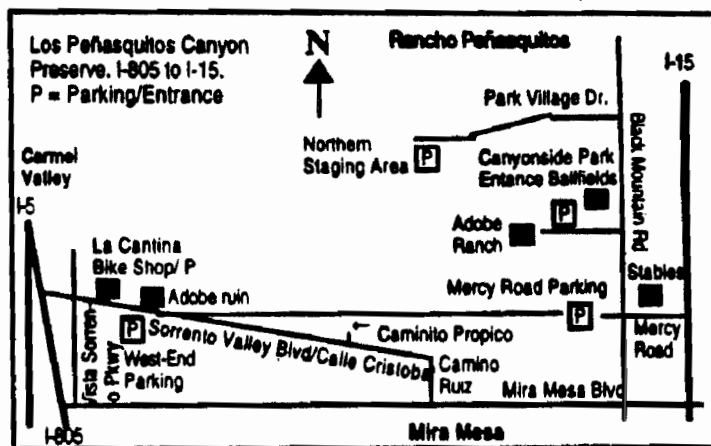 Los Peñasquitos Canyon
Preserve. I-805 to I-15.
P = Parking/Entrance
N
Rancho Peñasquitos
I-15
Park Village Dr.
Northern
Staging Area
P
Canyonside Park
Entance Ballfields
P
Black Mountain Rd
Adobe
Ranch
Carmel
Valley
I-5
La Cantina
Bike Shop/ P
Adobe ruin
Mercy Road Parking
P
Stables
Mercy
Road
Vista Sorren-
o Pkwy
P
West-End
Parking
Sorrento Valley Blvd/Calle Cristoba
Caminito Propico
Camino
Ruiz
Mira Mesa Blvd
I-805
Mira Mesa